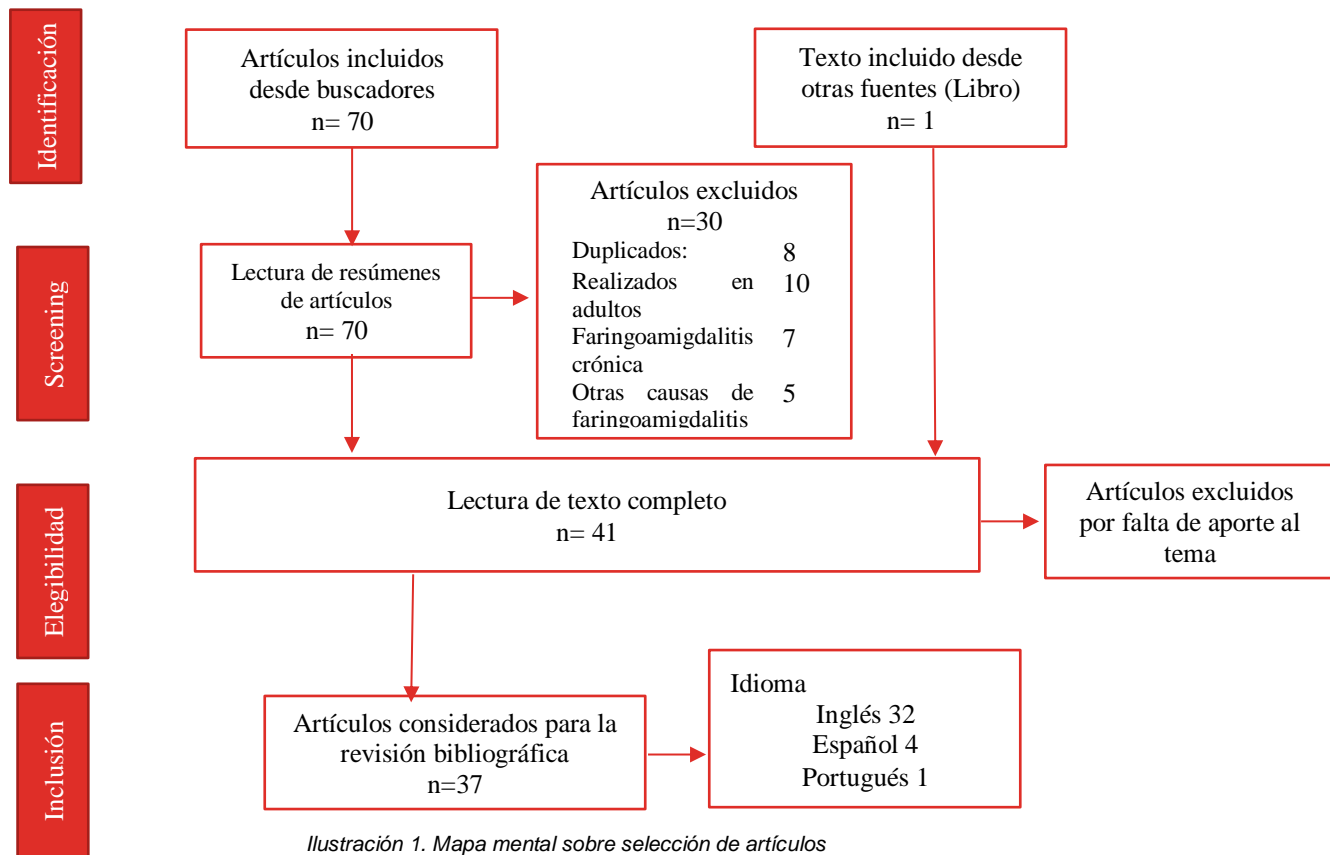 Identificación
Artículos incluidos
desde buscadores
n= 70
Texto incluido desde
otras fuentes (Libro)
n= 1
Screening
Lectura de resúmenes
de artículos
n= 70
Artículos excluidos
n=30
Duplicados: 8
Realizados en 10
adultos
Faringoamigdalitis 7
crónica
Otras causas de 5
faringoamigdalitis
Elegibilidad
Lectura de texto completo
n= 41
Artículos excluidos
por falta de aporte al
tema
Inclusión
Artículos considerados para la
revisión bibliográfica
n=37
Idioma
Inglés 32
Español 4
Portugués 1
Ilustración 1. Mapa mental sobre selección de artículos